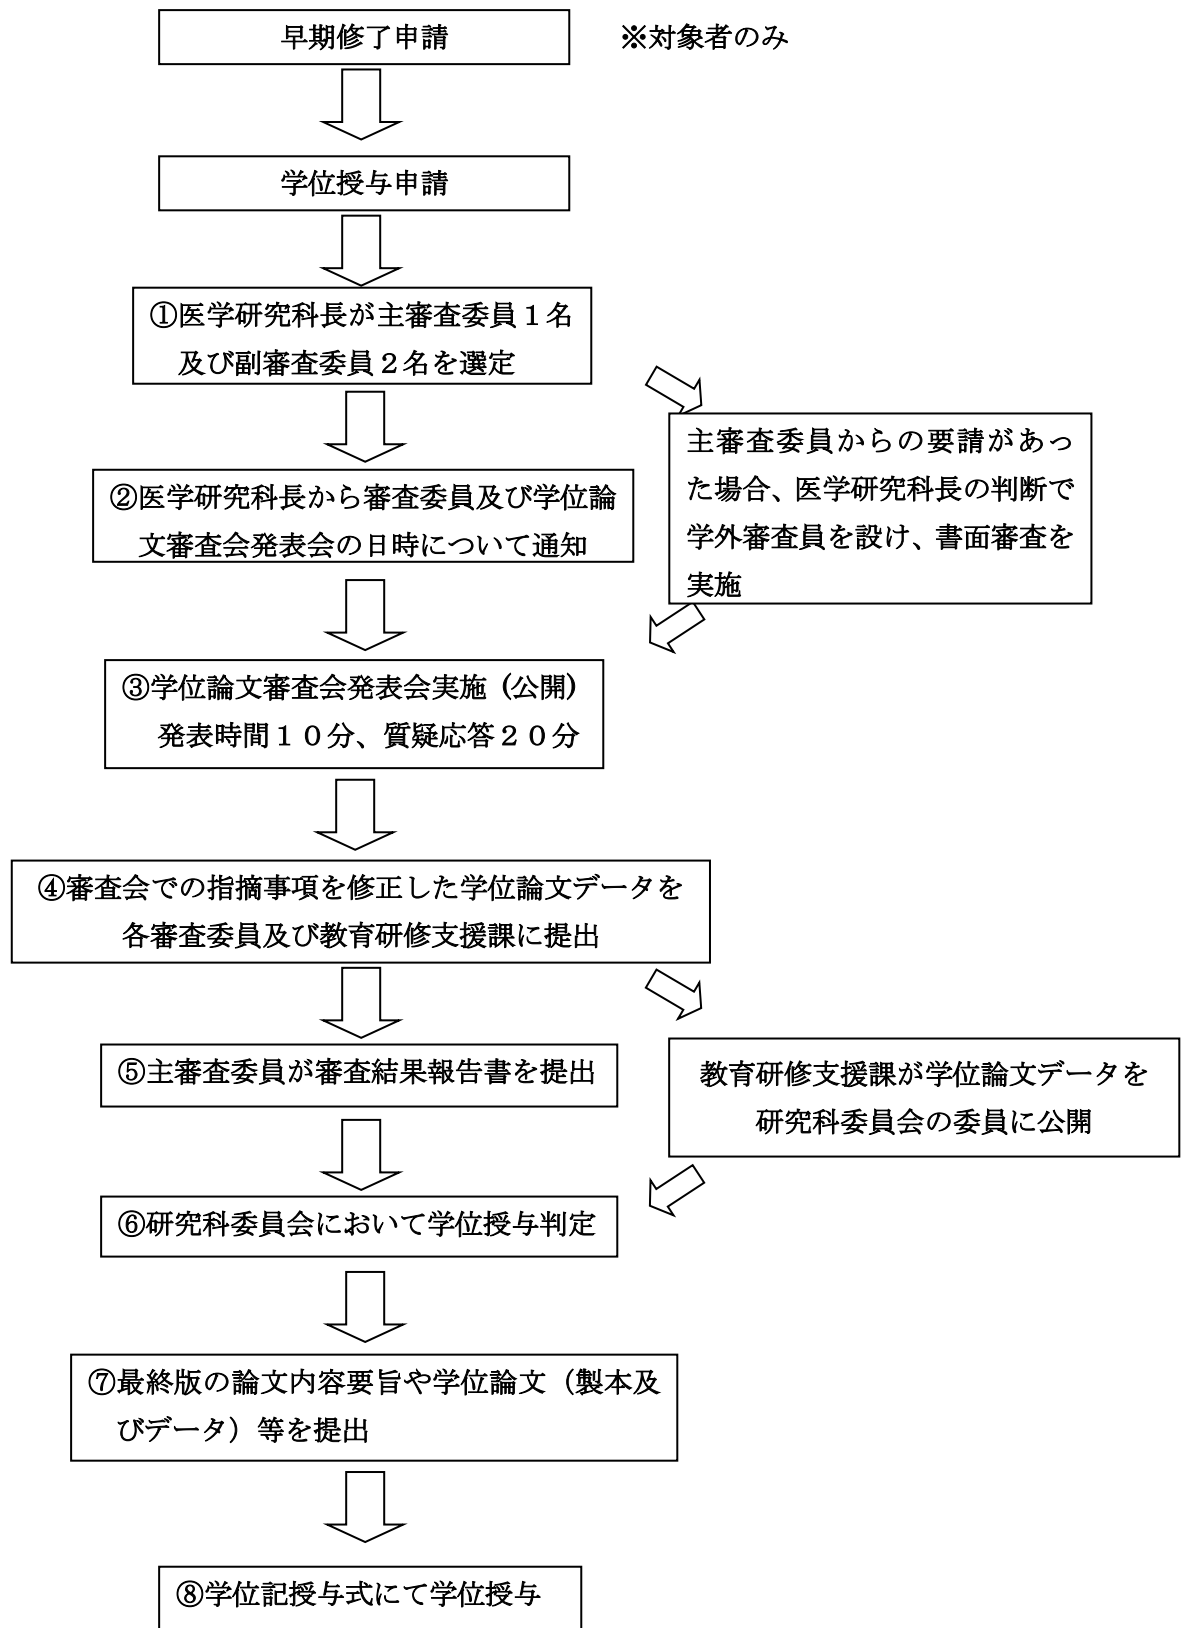 早期修了申請
※対象者のみ
学位授与申請
①医学研究科長が主審査委員１名
及び副審査委員２名を選定
主審査委員からの要請があっ
た場合、医学研究科長の判断で
学外審査員を設け、書面審査を
実施
②医学研究科長から審査委員及び学位論
文審査会発表会の日時について通知
③学位論文審査会発表会実施（公開）
発表時間１０分、質疑応答２０分
④審査会での指摘事項を修正した学位論文データを
各審査委員及び教育研修支援課に提出
⑤主審査委員が審査結果報告書を提出
教育研修支援課が学位論文データを
研究科委員会の委員に公開
⑥研究科委員会において学位授与判定
⑦最終版の論文内容要旨や学位論文（製本及
びデータ）等を提出
⑧学位記授与式にて学位授与